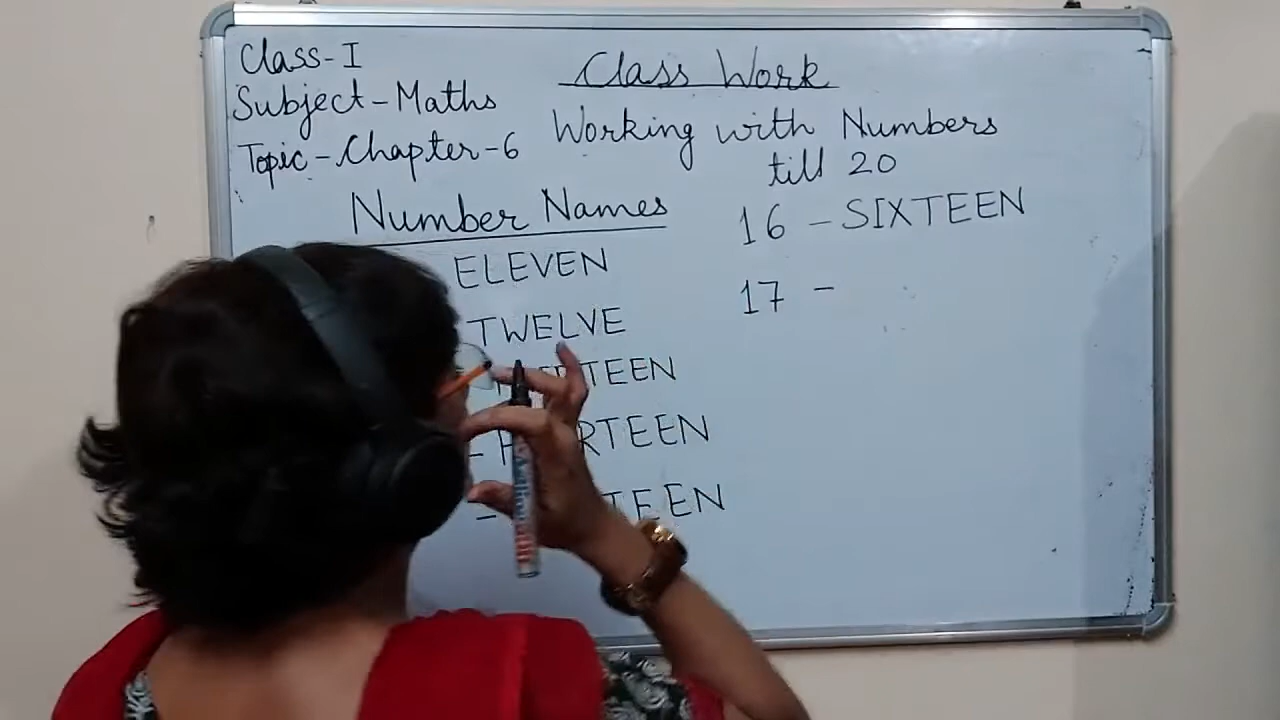 Class-I
Class Work
Subject-Maths
Working with Numbers
Topic-Chapter-6
till 20
Number Names
16 - SIXTEEN
ELEVEN
17 -
TWELVE
TEEN
RTEEN
TEEN